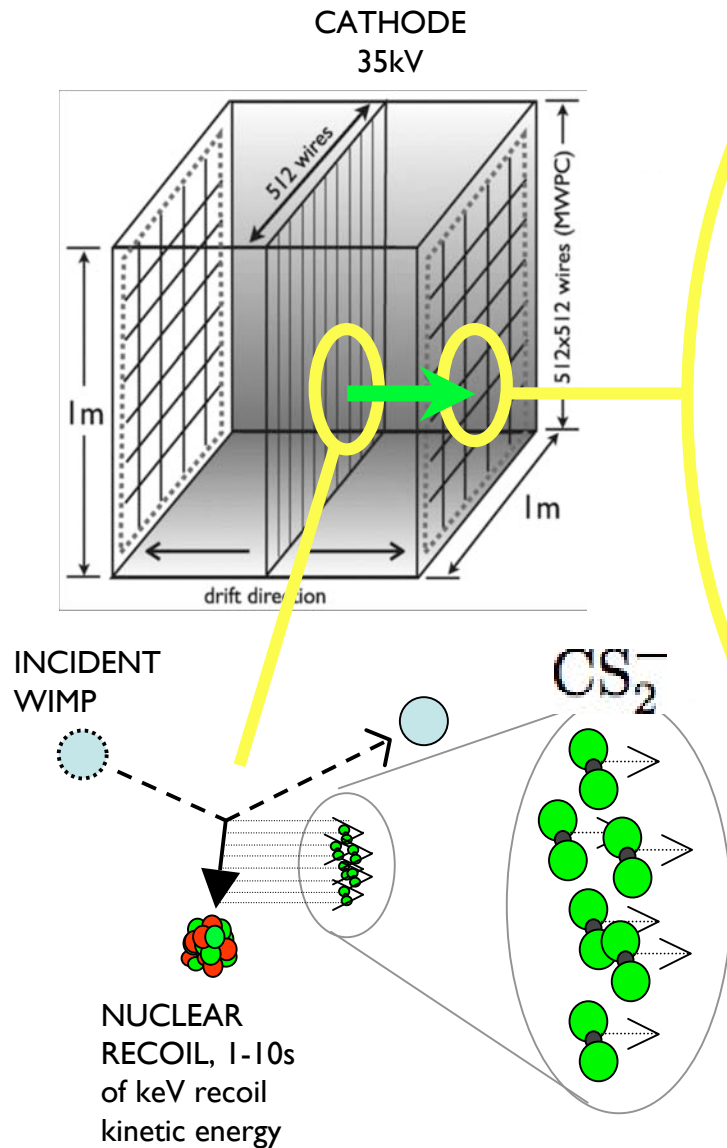 CATHODE
35kV
512 wires
512x512 wires (MWPC)
1m
1m
drift direction
INCIDENT
WIMP
CS₂⁻
NUCLEAR
RECOIL, 1-10s
of keV recoil
kinetic energy